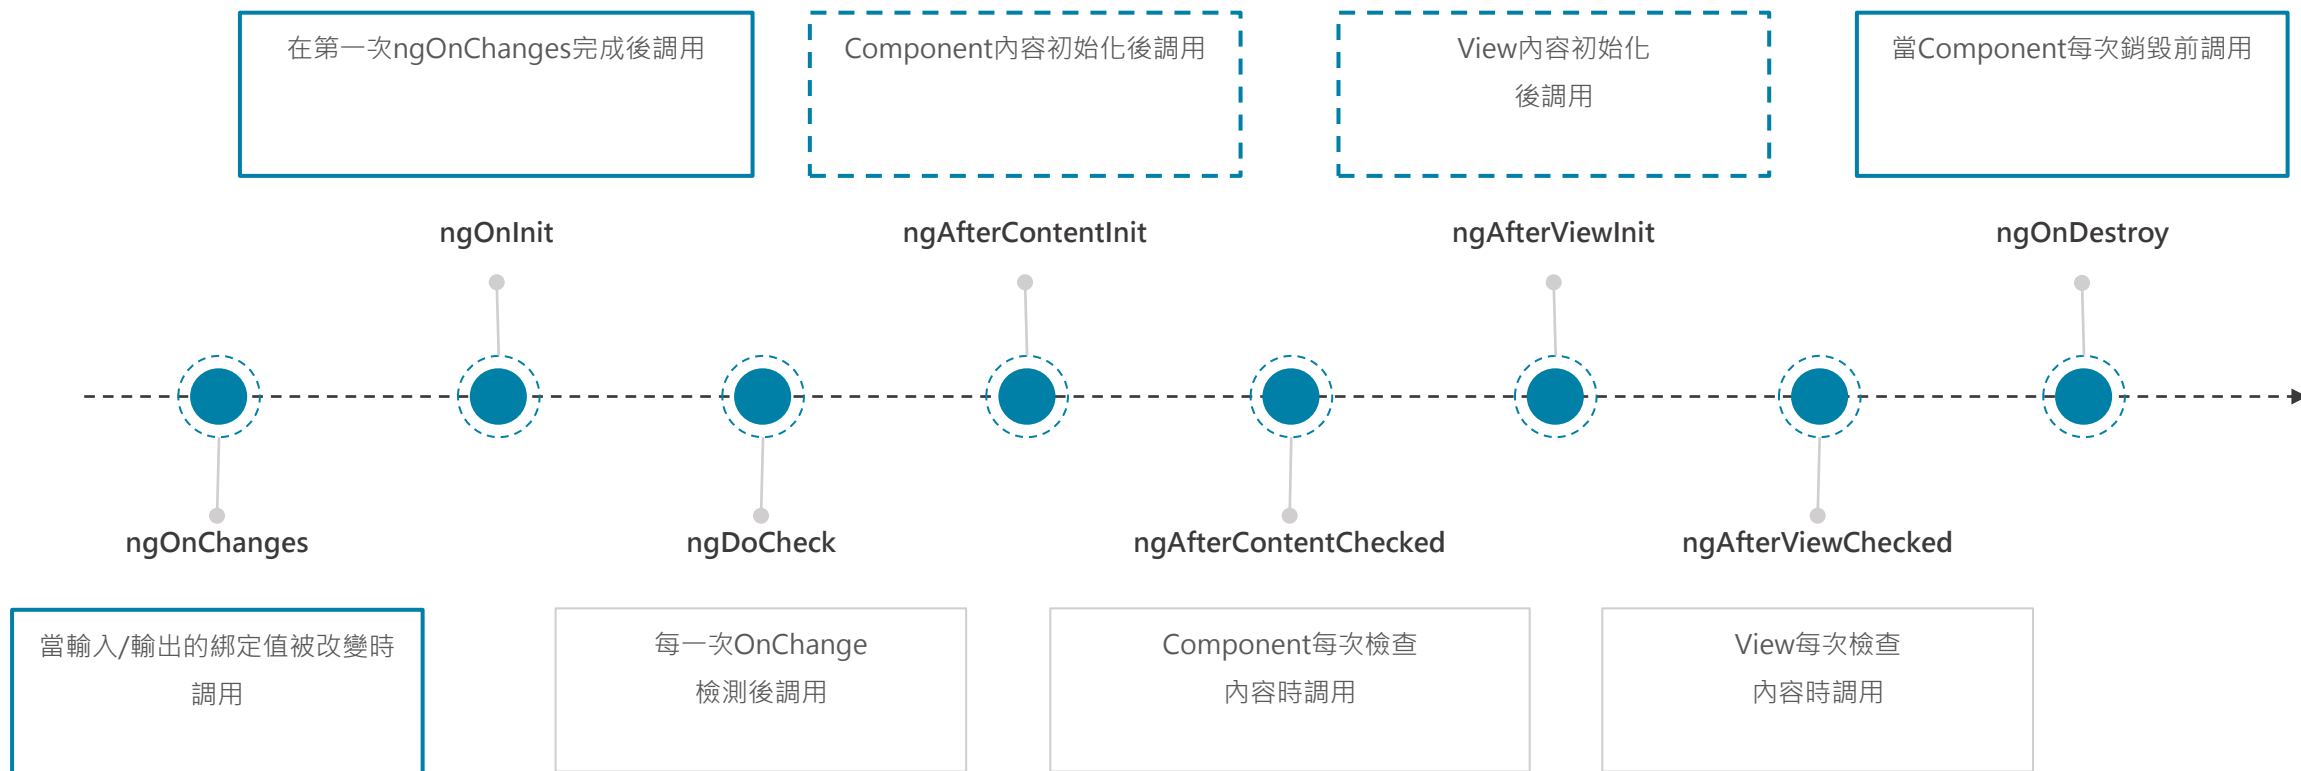 在第一次ngOnChanges完成後調用
Component內容初始化後調用
View內容初始化
後調用
當Component每次銷毀前調用
ngOnInit
ngAfterContentInit
ngAfterViewInit
ngOnDestroy
ngOnChanges
ngDoCheck
ngAfterContentChecked
ngAfterViewChecked
當輸入/輸出的綁定值被改變時
調用
每一次OnChange
檢測後調用
Component每次檢查
內容時調用
View每次檢查
內容時調用